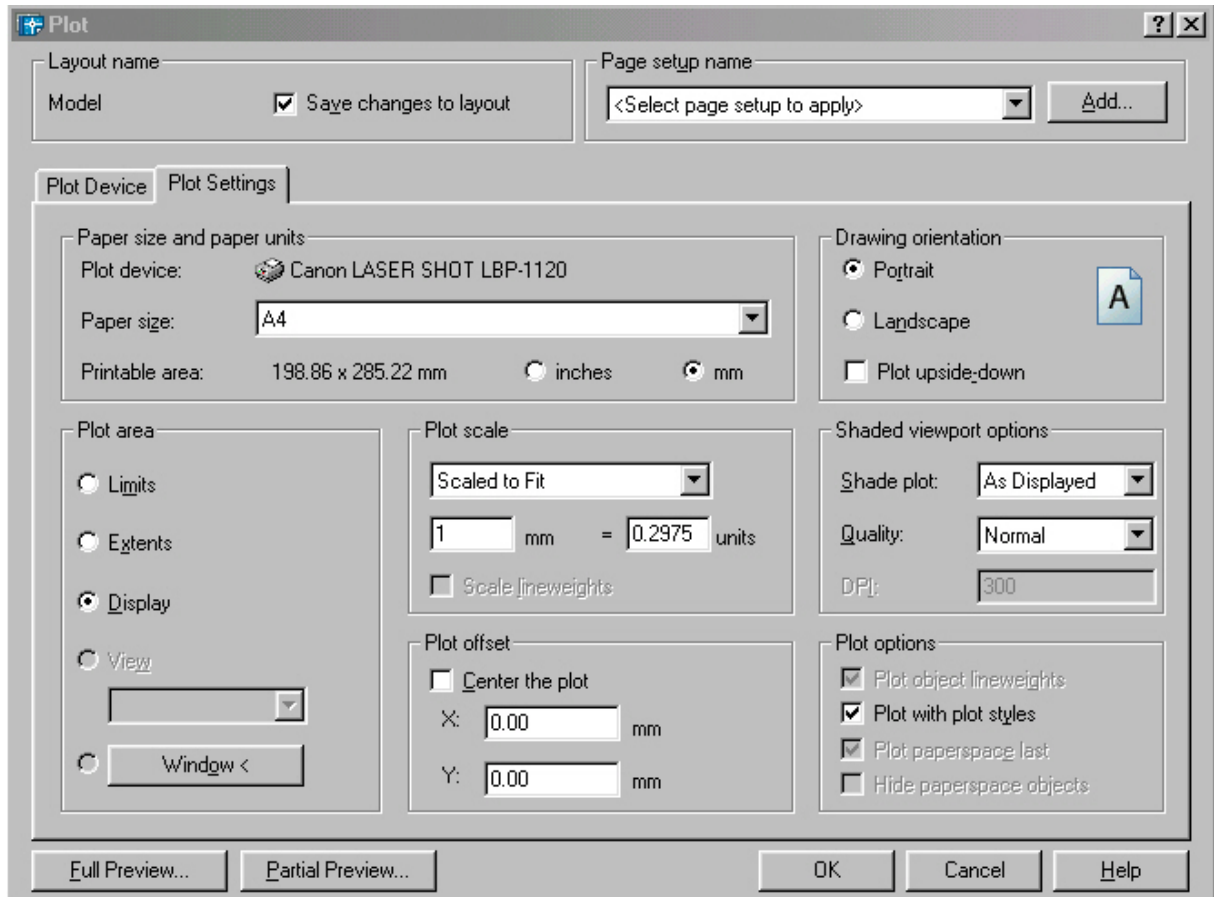 Plot
Layout name
Model
Save changes to layout
Page setup name
<Select page setup to apply>
Add...
Plot Device
Plot Settings
Paper size and paper units
Plot device:
Canon LASER SHOT LBP-1120
Paper size:
A4
Printable area:
198.86 x 285.22 mm
inches
mm
Drawing orientation
Portrait
Landscape
Plot upside-down
A
Plot area
Limits
Extents
Display
View
Window <
Plot scale
Scaled to Fit
1 mm = 0.2975 units
Scale lineweights
Plot offset
Center the plot
X: 0.00 mm
Y: 0.00 mm
Shaded viewport options
Shade plot: As Displayed
Quality: Normal
DPI: 300
Plot options
Plot object lineweights
Plot with plot styles
Plot paperspace last
Hide paperspace objects
Full Preview...
Partial Preview...
OK
Cancel
Help